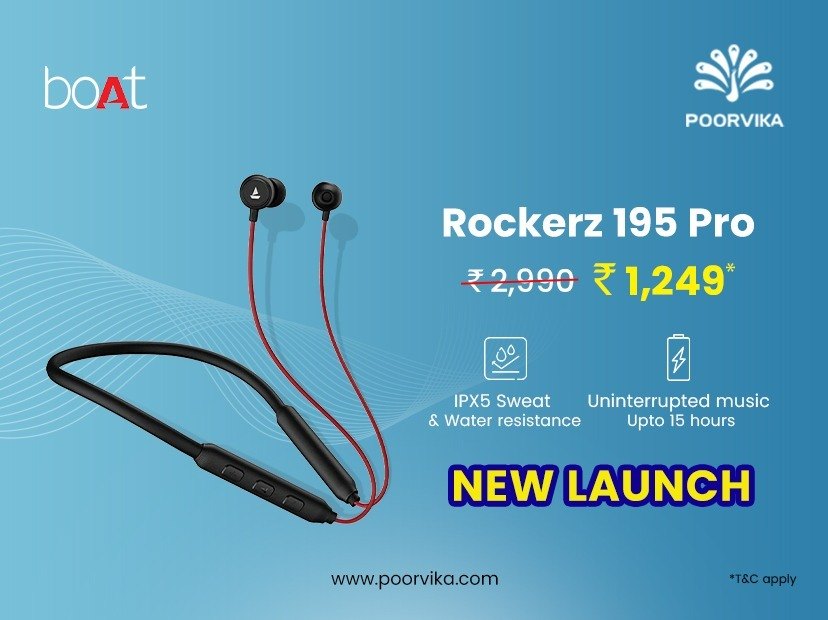 boAt
POORVIKA
Rockerz 195 Pro
₹ 2,990 ₹ 1,249*
IPX5 Sweat
& Water resistance
Uninterrupted music
Upto 15 hours
NEW LAUNCH
www.poorvika.com
*T&C apply